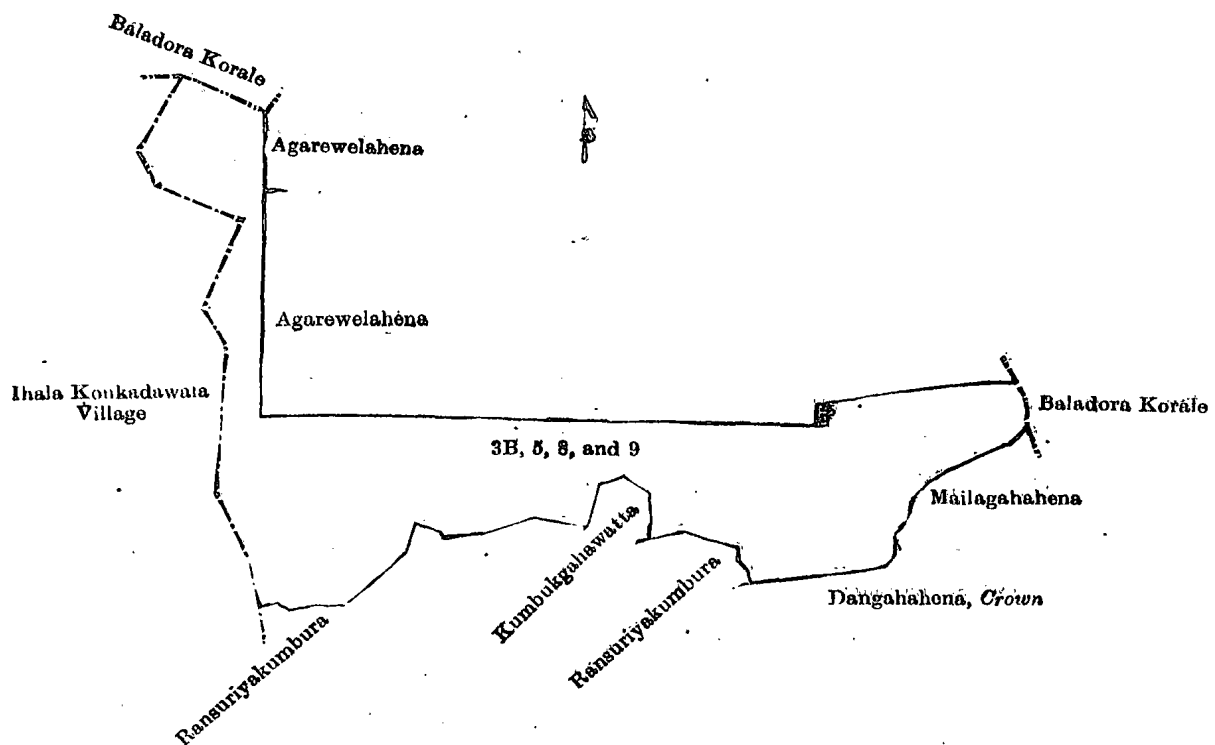 Baladora Korale
Agarewelahena
Agarewelahena
Ihala Konkadawata
Village
Baladora Korale
3B, 5, 8, and 9
Mailagahahena
Kumbukgahawatta
Dangahahena, Crown
Ransuriyakumbura
Ransuriyakumbura